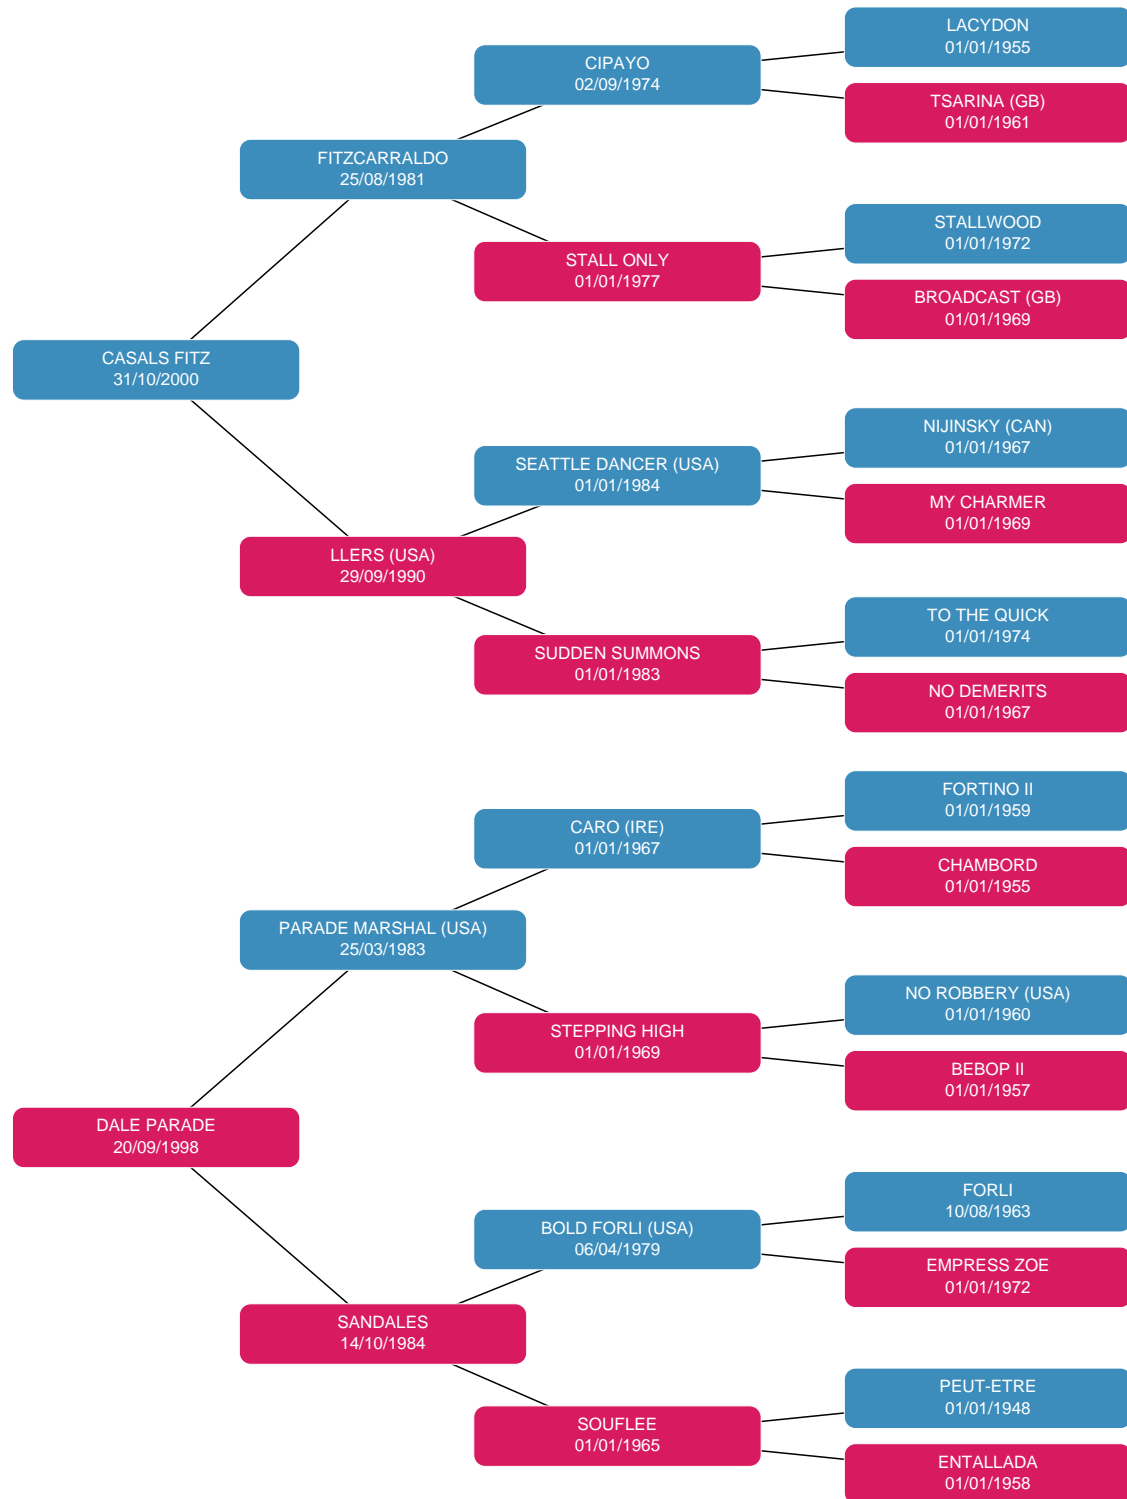 LACYDON
01/01/1955
CIPAYO
02/09/1974
TSARINA (GB)
01/01/1961
FITZCARRALDO
25/08/1981
STALLWOOD
01/01/1972
STALL ONLY
01/01/1977
BROADCAST (GB)
01/01/1969
CASALS FITZ
31/10/2000
NIJINSKY (CAN)
01/01/1967
SEATTLE DANCER (USA)
01/01/1984
MY CHARMER
01/01/1969
LLERS (USA)
29/09/1990
TO THE QUICK
01/01/1974
SUDDEN SUMMONS
01/01/1983
NO DEMERITS
01/01/1967
FORTINO II
01/01/1959
CARO (IRE)
01/01/1967
CHAMBORD
01/01/1955
PARADE MARSHAL (USA)
25/03/1983
NO ROBBERY (USA)
01/01/1960
STEPPING HIGH
01/01/1969
BEBOP II
01/01/1957
DALE PARADE
20/09/1998
FORLI
10/08/1963
BOLD FORLI (USA)
06/04/1979
EMPRESS ZOE
01/01/1972
SANDALES
14/10/1984
PEUT-ETRE
01/01/1948
SOUFLEE
01/01/1965
ENTALLADA
01/01/1958